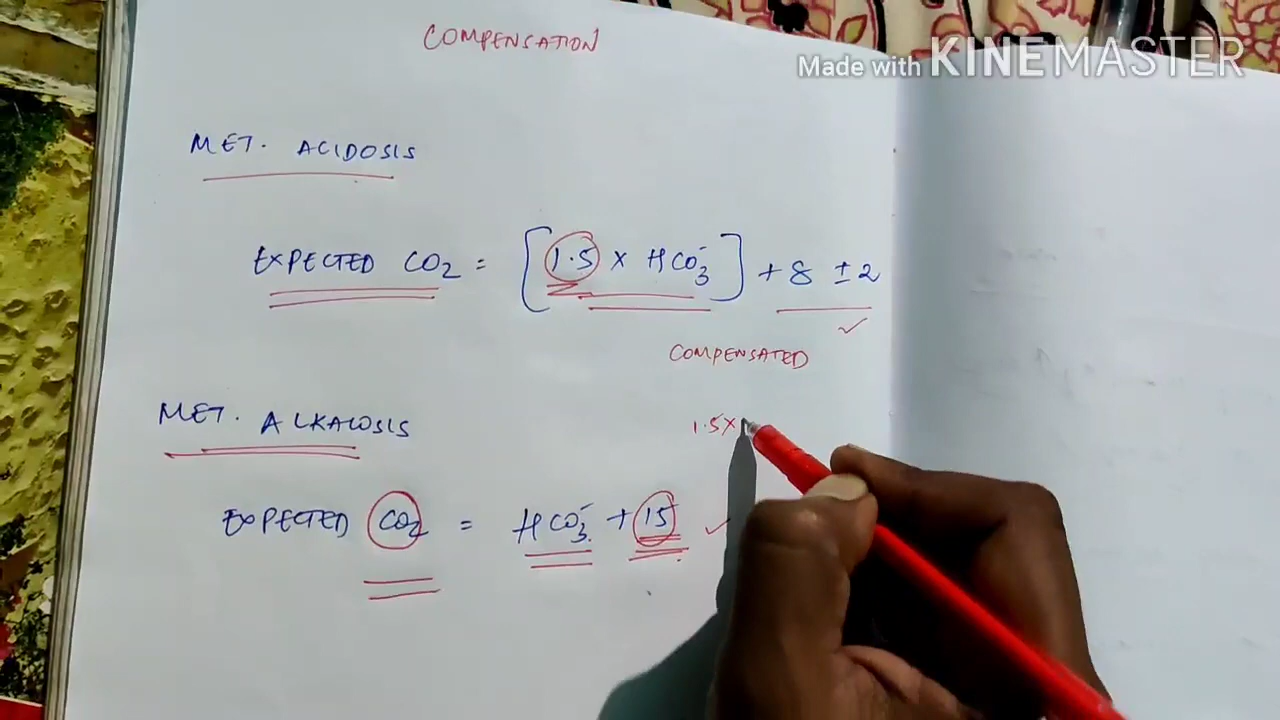 COMPENSATION
Made with KINEMASTER
MET. ACIDOSIS
EXPECTED CO₂ = [1.5 × HCO₃⁻] + 8 ± 2
COMPENSATED
MET. ALKALOSIS
1.5×
EXPECTED CO₂ = HCO₃⁻ + 15